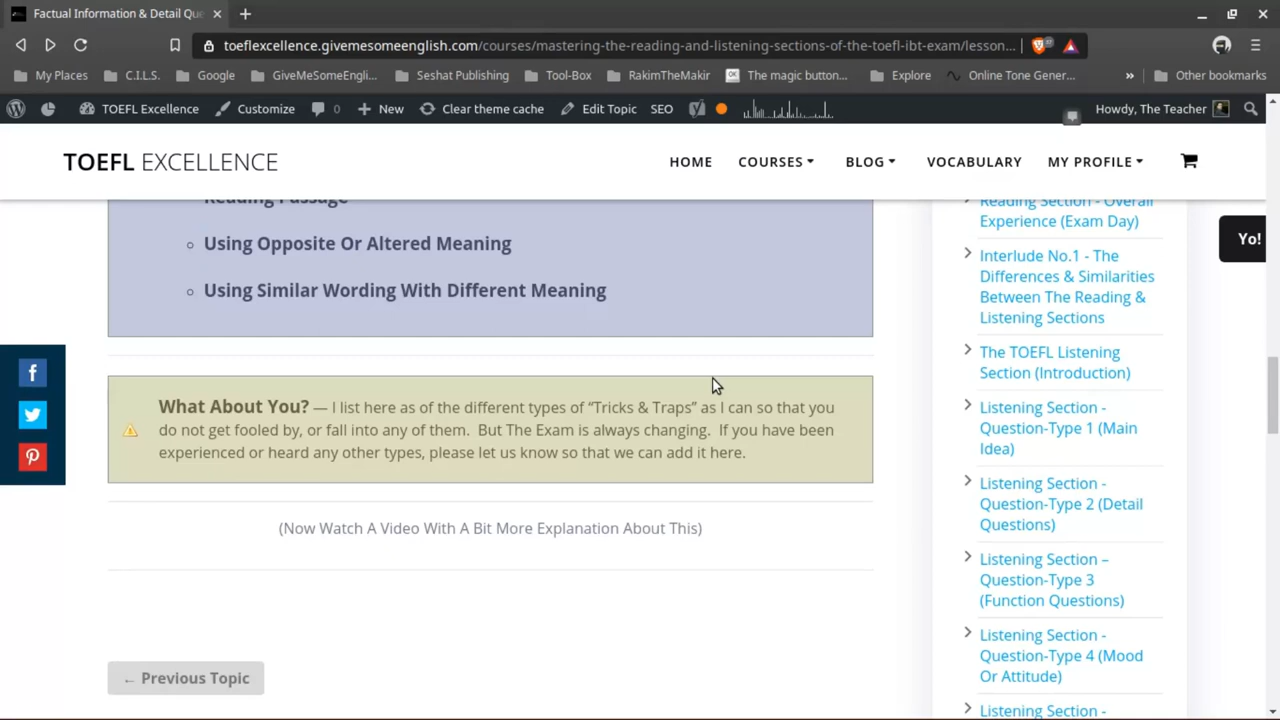 Factual Information & Detail Que
toeflexcellence.givemesomeenglish.com/courses/mastering-the-reading-and-listening-sections-of-the-toefl-ibt-exam/lesson...
My Places
C.I.L.S.
Google
GiveMeSomeEngli...
Seshat Publishing
Tool-Box
RakimTheMakir
The magic button...
Explore
Online Tone Gener...
»
Other bookmarks
TOEFL Excellence
Customize
0
New
Clear theme cache
Edit Topic
SEO
Howdy, The Teacher
TOEFL EXCELLENCE
HOME
COURSES
BLOG
VOCABULARY
MY PROFILE
Reading Passage
Using Opposite Or Altered Meaning
Using Similar Wording With Different Meaning
What About You? — I list here as of the different types of “Tricks & Traps” as I can so that you
do not get fooled by, or fall into any of them. But The Exam is always changing. If you have been
experienced or heard any other types, please let us know so that we can add it here.
(Now Watch A Video With A Bit More Explanation About This)
← Previous Topic
Reading Section - Overall
Experience (Exam Day)
Interlude No.1 - The
Differences & Similarities
Between The Reading &
Listening Sections
The TOEFL Listening
Section (Introduction)
Listening Section -
Question-Type 1 (Main
Idea)
Listening Section -
Question-Type 2 (Detail
Questions)
Listening Section –
Question-Type 3
(Function Questions)
Listening Section -
Question-Type 4 (Mood
Or Attitude)
Listening Section -
Yo!